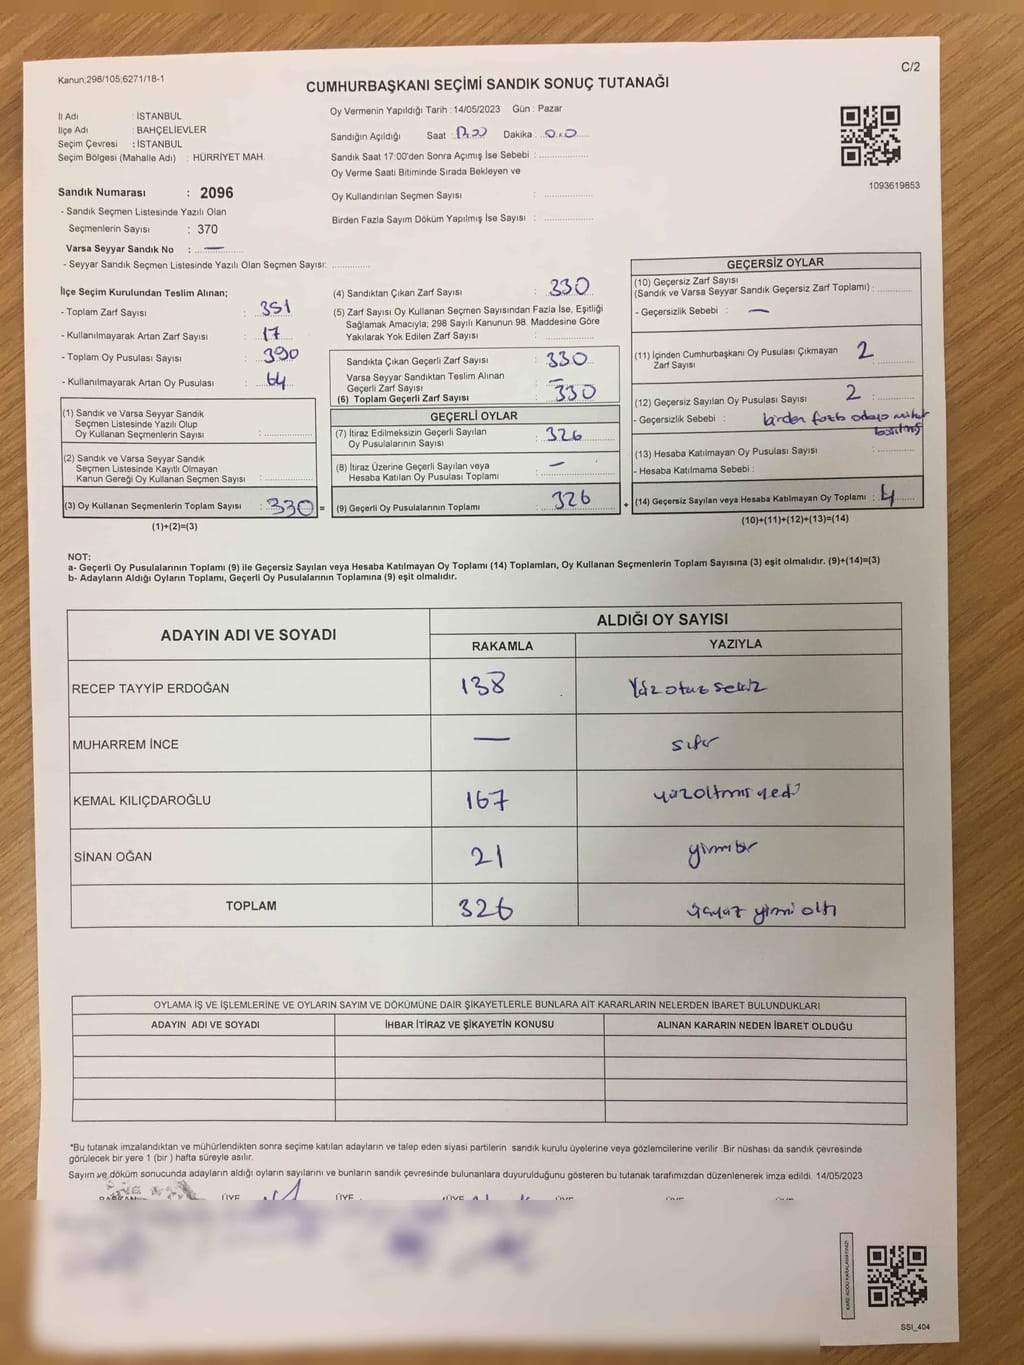 Kanun;298/105;6271/18-1
C/2
CUMHURBAŞKANI SEÇİMİ SANDIK SONUÇ TUTANAĞI
İl Adı : İSTANBUL
İlçe Adı : BAHÇELİEVLER
Seçim Çevresi : İSTANBUL
Seçim Bölgesi (Mahalle Adı) : HÜRRİYET MAH.
Sandık Numarası : 2096
- Sandık Seçmen Listesinde Yazılı Olan
Seçmenlerin Sayısı : 370
Varsa Seyyar Sandık No : —
- Seyyar Sandık Seçmen Listesinde Yazılı Olan Seçmen Sayısı:
Oy Vermenin Yapıldığı Tarih : 14/05/2023 Gün : Pazar
Sandığın Açıldığı Saat Dakika :
Sandık Saat 17:00'den Sonra Açımış İse Sebebi :
Oy Verme Saati Bitiminde Sırada Bekleyen ve
Oy Kullandırılan Seçmen Sayısı :
Birden Fazla Sayım Döküm Yapılmış İse Sayısı :
1093619853
İlçe Seçim Kurulundan Teslim Alınan;
- Toplam Zarf Sayısı : 351
- Kullanılmayarak Artan Zarf Sayısı : 17
- Toplam Oy Pusulası Sayısı : 390
- Kullanılmayarak Artan Oy Pusulası : 64
(1) Sandık ve Varsa Seyyar Sandık
Seçmen Listesinde Yazılı Olup
Oy Kullanan Seçmenlerin Sayısı :
(2) Sandık ve Varsa Seyyar Sandık
Seçmen Listesinde Kayıtlı Olmayan
Kanun Gereği Oy Kullanan Seçmen Sayısı :
(3) Oy Kullanan Seçmenlerin Toplam Sayısı : 330 =
(1)+(2)=(3)
(4) Sandıktan Çıkan Zarf Sayısı : 330
(5) Zarf Sayısı Oy Kullanan Seçmen Sayısından Fazla İse, Eşitliği
Sağlamak Amacıyla; 298 Sayılı Kanunun 98. Maddesine Göre
Yakılarak Yok Edilen Zarf Sayısı :
Sandıkta Çıkan Geçerli Zarf Sayısı : 330
Varsa Seyyar Sandıktan Teslim Alınan
Geçerli Zarf Sayısı : —
(6) Toplam Geçerli Zarf Sayısı : 330
GEÇERLİ OYLAR
(7) İtiraz Edilmeksizin Geçerli Sayılan
Oy Pusulalarının Sayısı : 326
(8) İtiraz Üzerine Geçerli Sayılan veya
Hesaba Katılan Oy Pusulası Toplamı : —
(9) Geçerli Oy Pusulalarının Toplamı : 326 +
GEÇERSİZ OYLAR
(10) Geçersiz Zarf Sayısı
(Sandık ve Varsa Seyyar Sandık Geçersiz Zarf Toplamı) :
- Geçersizlik Sebebi : —
(11) İçinden Cumhurbaşkanı Oy Pusulası Çıkmayan
Zarf Sayısı : 2
(12) Geçersiz Sayılan Oy Pusulası Sayısı : 2
- Geçersizlik Sebebi : birden fazla adaya mühür
basılmış
(13) Hesaba Katılmayan Oy Pusulası Sayısı :
- Hesaba Katılmama Sebebi :
(14) Geçersiz Sayılan veya Hesaba Katılmayan Oy Toplamı : 4
(10)+(11)+(12)+(13)=(14)
NOT:
a- Geçerli Oy Pusulalarının Toplamı (9) ile Geçersiz Sayılan veya Hesaba Katılmayan Oy Toplamı (14) Toplamları, Oy Kullanan Seçmenlerin Toplam Sayısına (3) eşit olmalıdır. (9)+(14)=(3)
b- Adayların Aldığı Oyların Toplamı, Geçerli Oy Pusulalarının Toplamına (9) eşit olmalıdır.
ADAYIN ADI VE SOYADI
ALDIĞI OY SAYISI
RAKAMLA YAZIYLA
RECEP TAYYİP ERDOĞAN 138 Yüz otuz sekiz
MUHARREM İNCE — sıfır
KEMAL KILIÇDAROĞLU 167 yüzaltmış yedi
SİNAN OĞAN 21 yirmibir
TOPLAM 326 üçyüz yirmi altı
OYLAMA İŞ VE İŞLEMLERİNE VE OYLARIN SAYIM VE DÖKÜMÜNE DAİR ŞİKAYETLERLE BUNLARA AİT KARARLARIN NELERDEN İBARET BULUNDUKLARI
ADAYIN ADI VE SOYADI İHBAR İTİRAZ VE ŞİKAYETİN KONUSU ALINAN KARARIN NEDEN İBARET OLDUĞU
*Bu tutanak imzalandıktan ve mühürlendikten sonra seçime katılan adayların ve talep eden siyasi partilerin sandık kurulu üyelerine veya gözlemcilerine verilir .Bir nüshası da sandık çevresinde
görülecek bir yere 1 (bir ) hafta süreyle asılır.
Sayım ve döküm sonucunda adayların aldığı oyların sayılarını ve bunların sandık çevresinde bulunanlara duyurulduğunu gösteren bu tutanak tarafımızdan düzenlenerek imza edildi. 14/05/2023
BAŞKAN ÜYE ÜYE ÜYE ÜYE ÜYE ÜYE
SSI_404